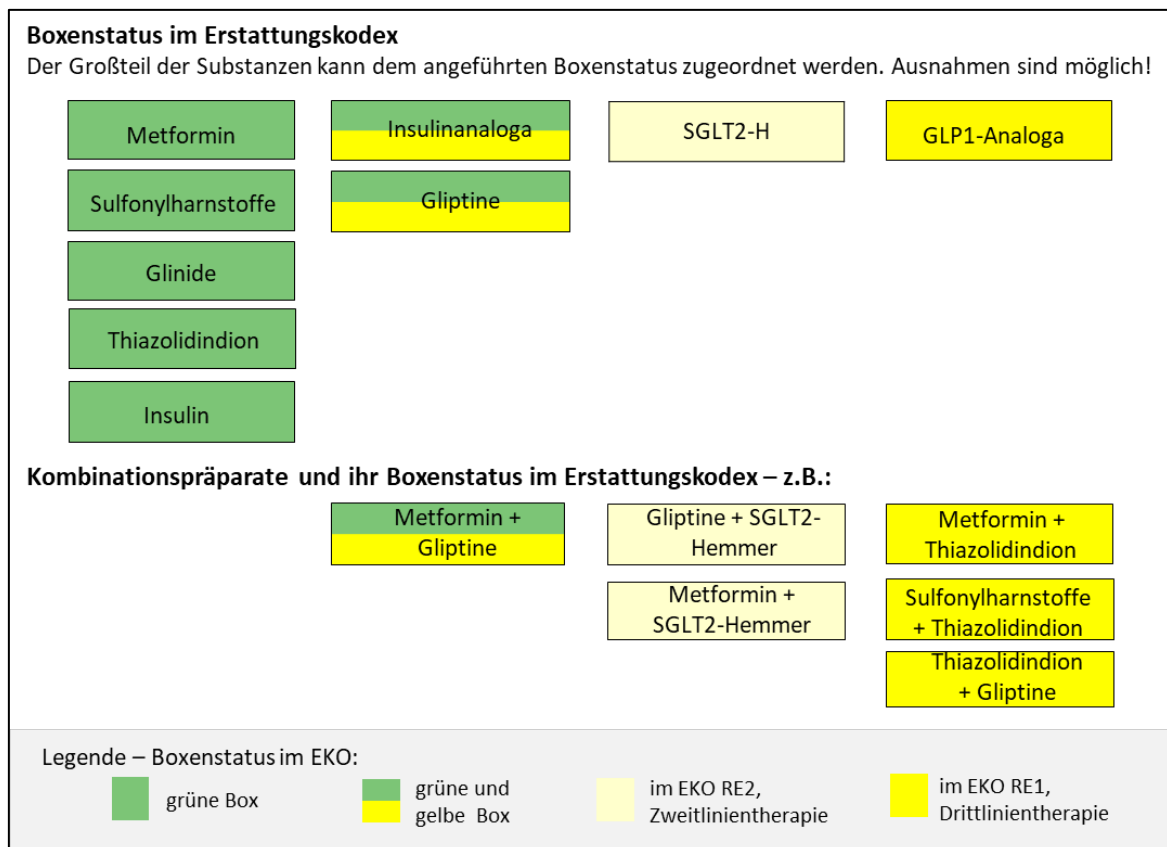 Boxenstatus im Erstattungskodex
Der Großteil der Substanzen kann dem angeführten Boxenstatus zugeordnet werden. Ausnahmen sind möglich!
Metformin
Insulinanaloga
SGLT2-H
GLP1-Analoga
Sulfonylharnstoffe
Gliptine
Glinide
Thiazolidindion
Insulin
Kombinationspräparate und ihr Boxenstatus im Erstattungskodex – z.B.:
Metformin +
Gliptine
Gliptine + SGLT2-
Hemmer
Metformin +
Thiazolidindion
Metformin +
SGLT2-Hemmer
Sulfonylharnstoffe
+ Thiazolidindion
Thiazolidindion
+ Gliptine
Legende – Boxenstatus im EKO:
grüne Box
grüne und
gelbe Box
im EKO RE2,
Zweitlinientherapie
im EKO RE1,
Drittlinientherapie